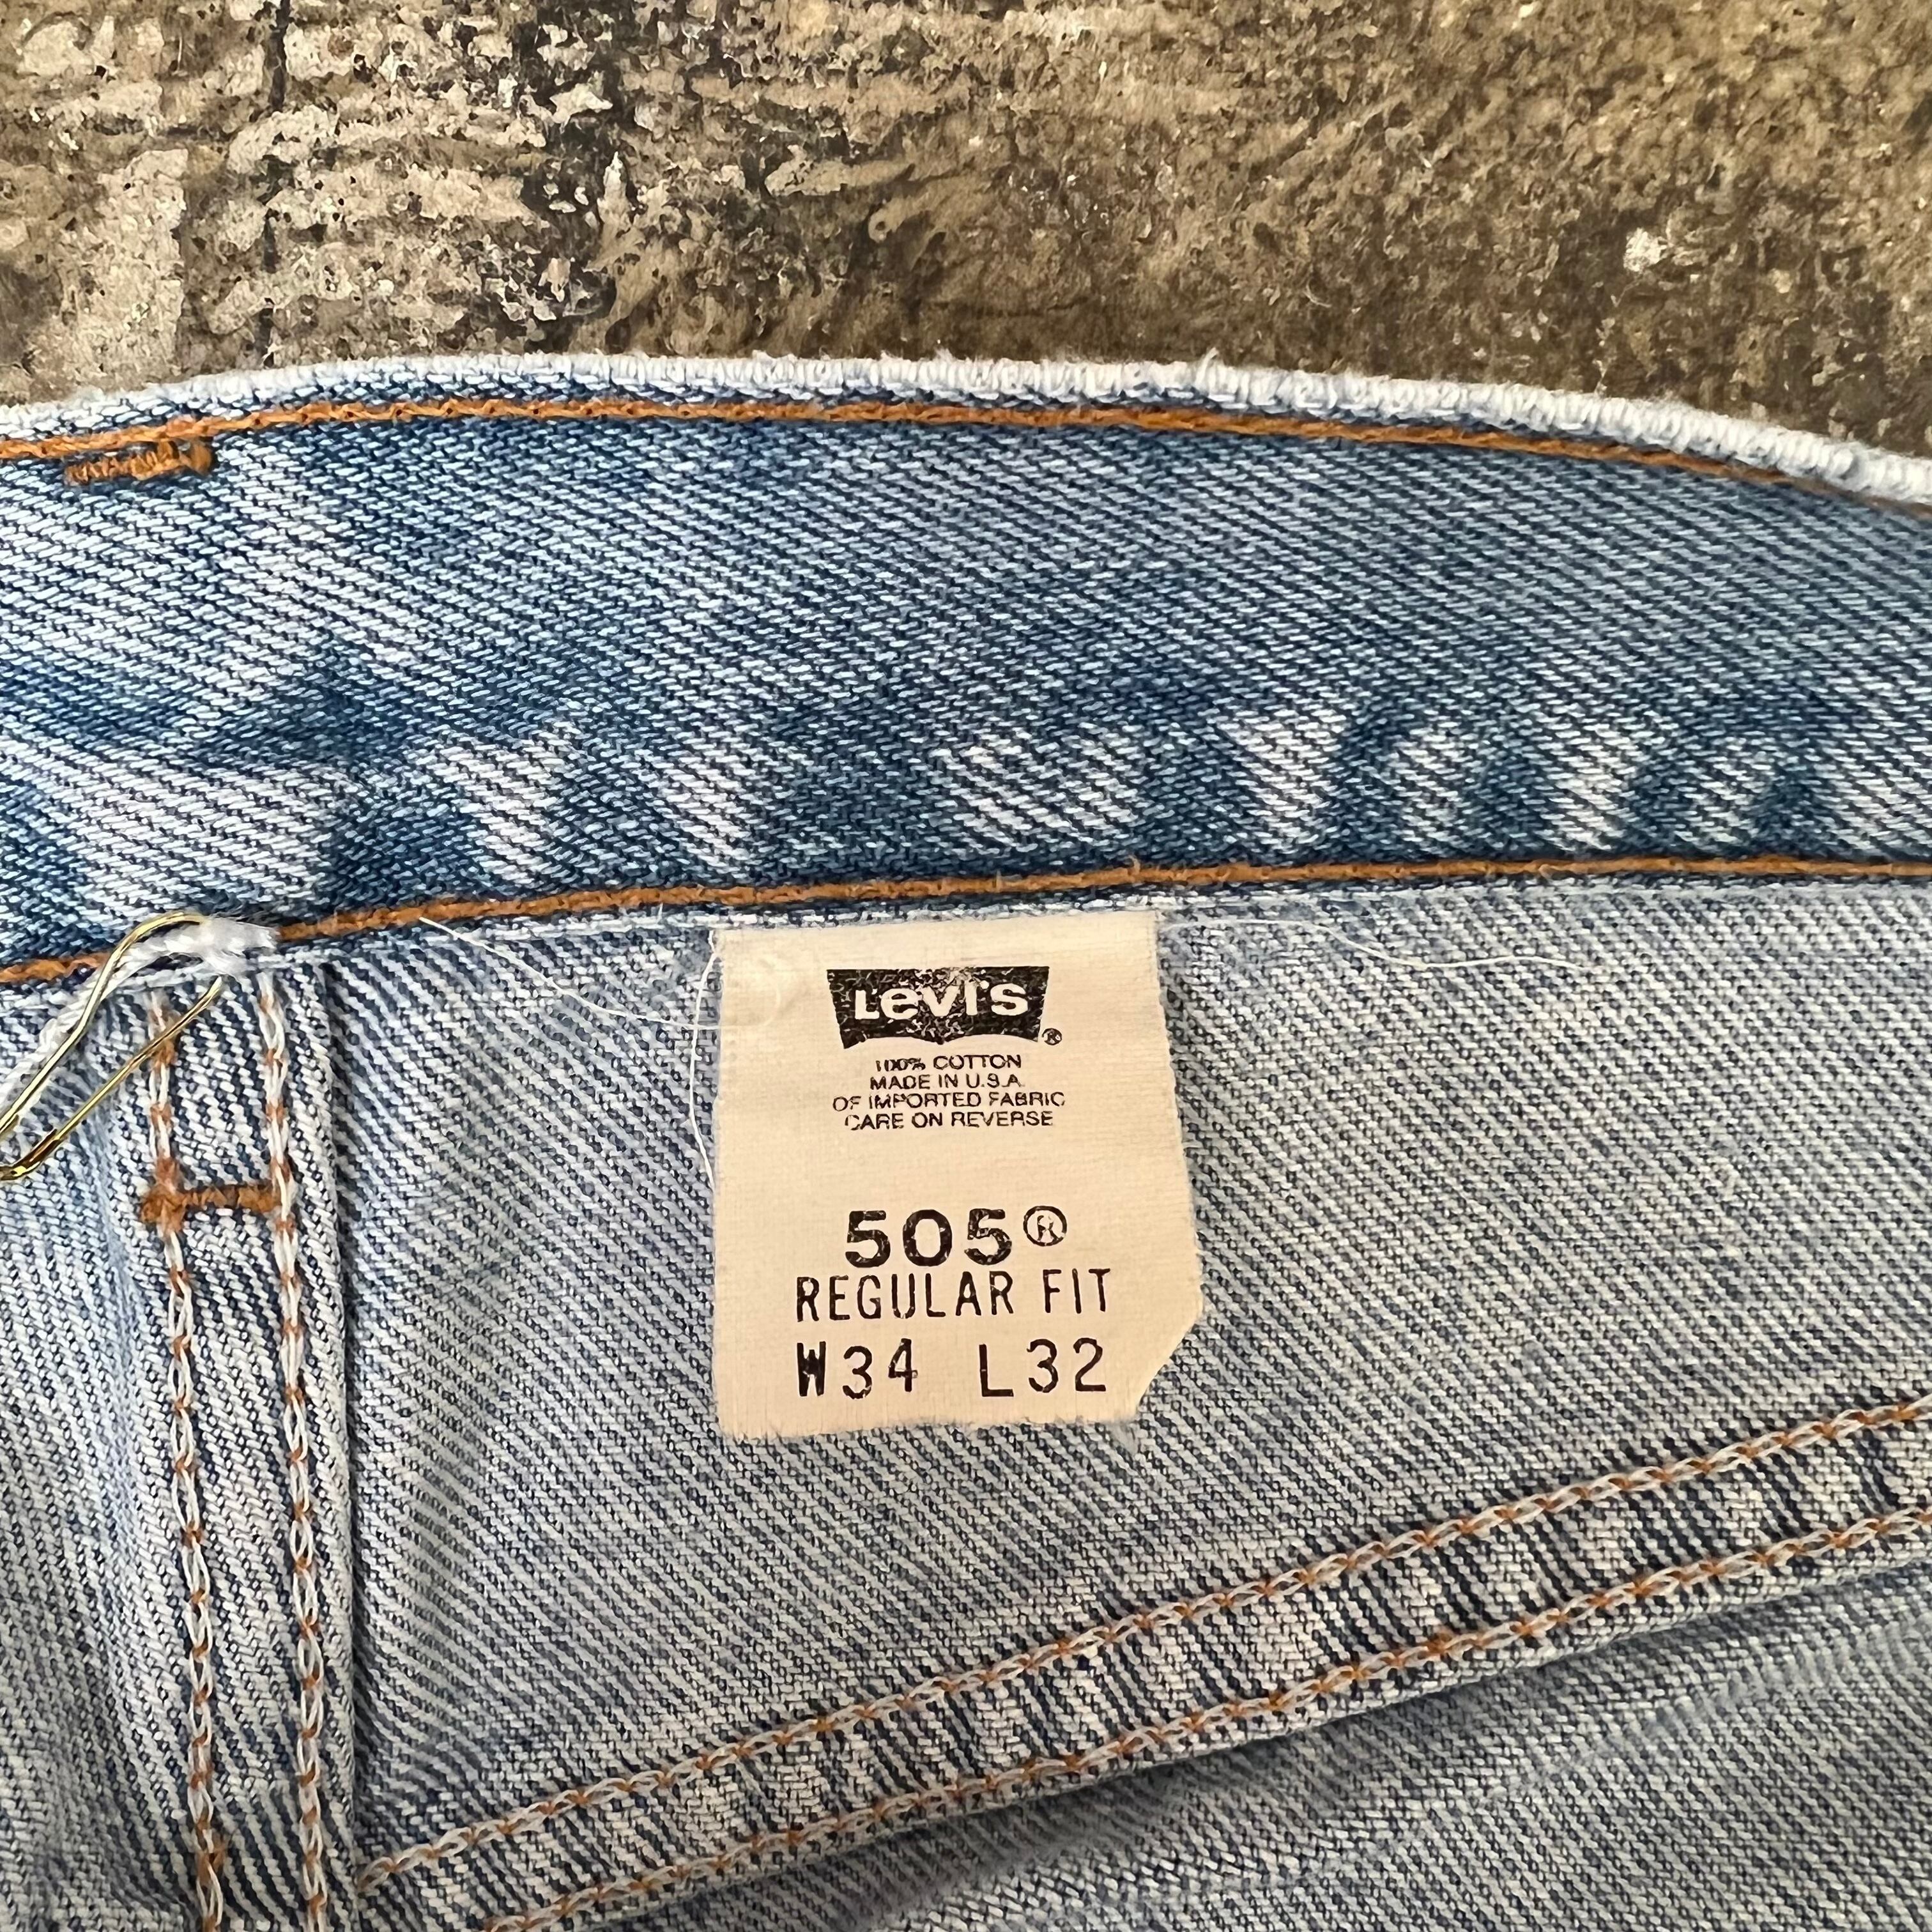 Levi's®
100% COTTON
MADE IN U.S.A.
OF IMPORTED FABRIC
CARE ON REVERSE
505®
REGULAR FIT
W34 L32